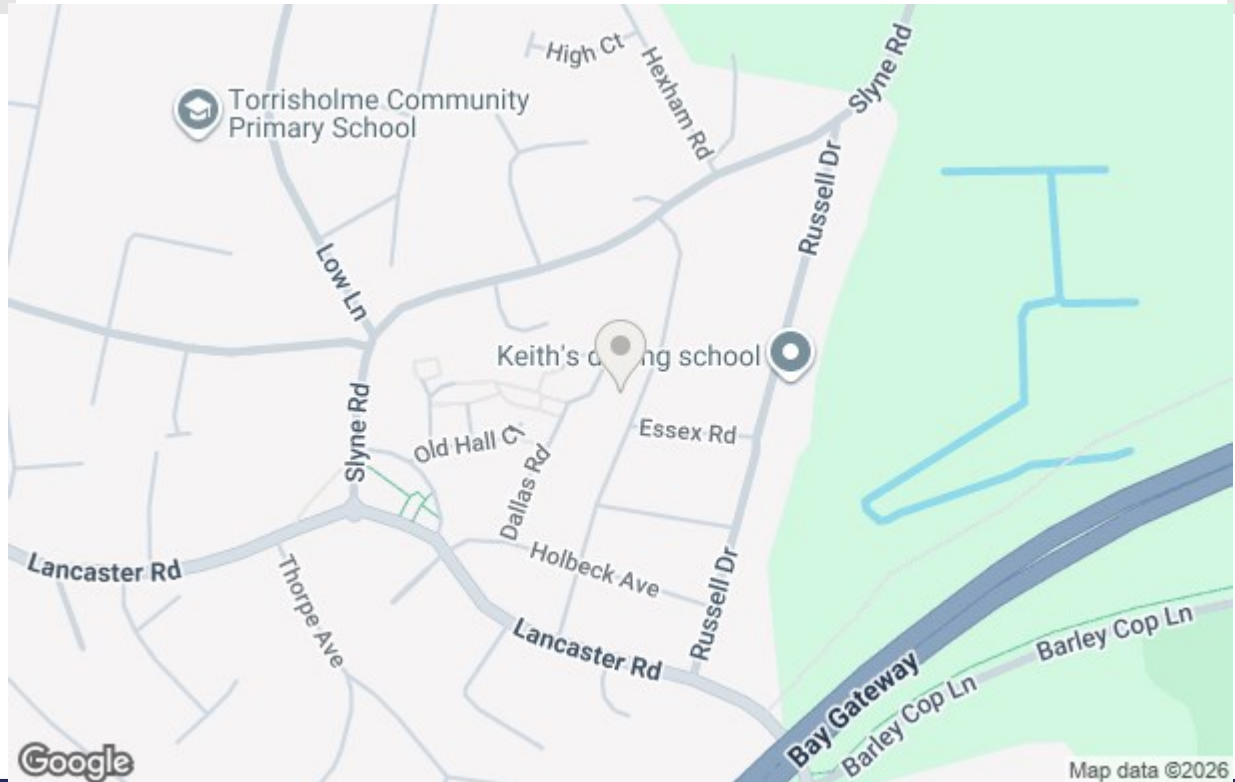 High Ct
Hexham Rd
Slyne Rd
Torrisholme Community
Primary School
Russell Dr
Low Ln
Keith's
school
Slyne Rd
Essex Rd
Old Hall Ct
Dallas Rd
Lancaster Rd
Thorpe Ave
Holbeck Ave
Russell Dr
Lancaster Rd
Barley Cop Ln
Bay Gateway
Barley Cop Ln
Google
Map data ©2026